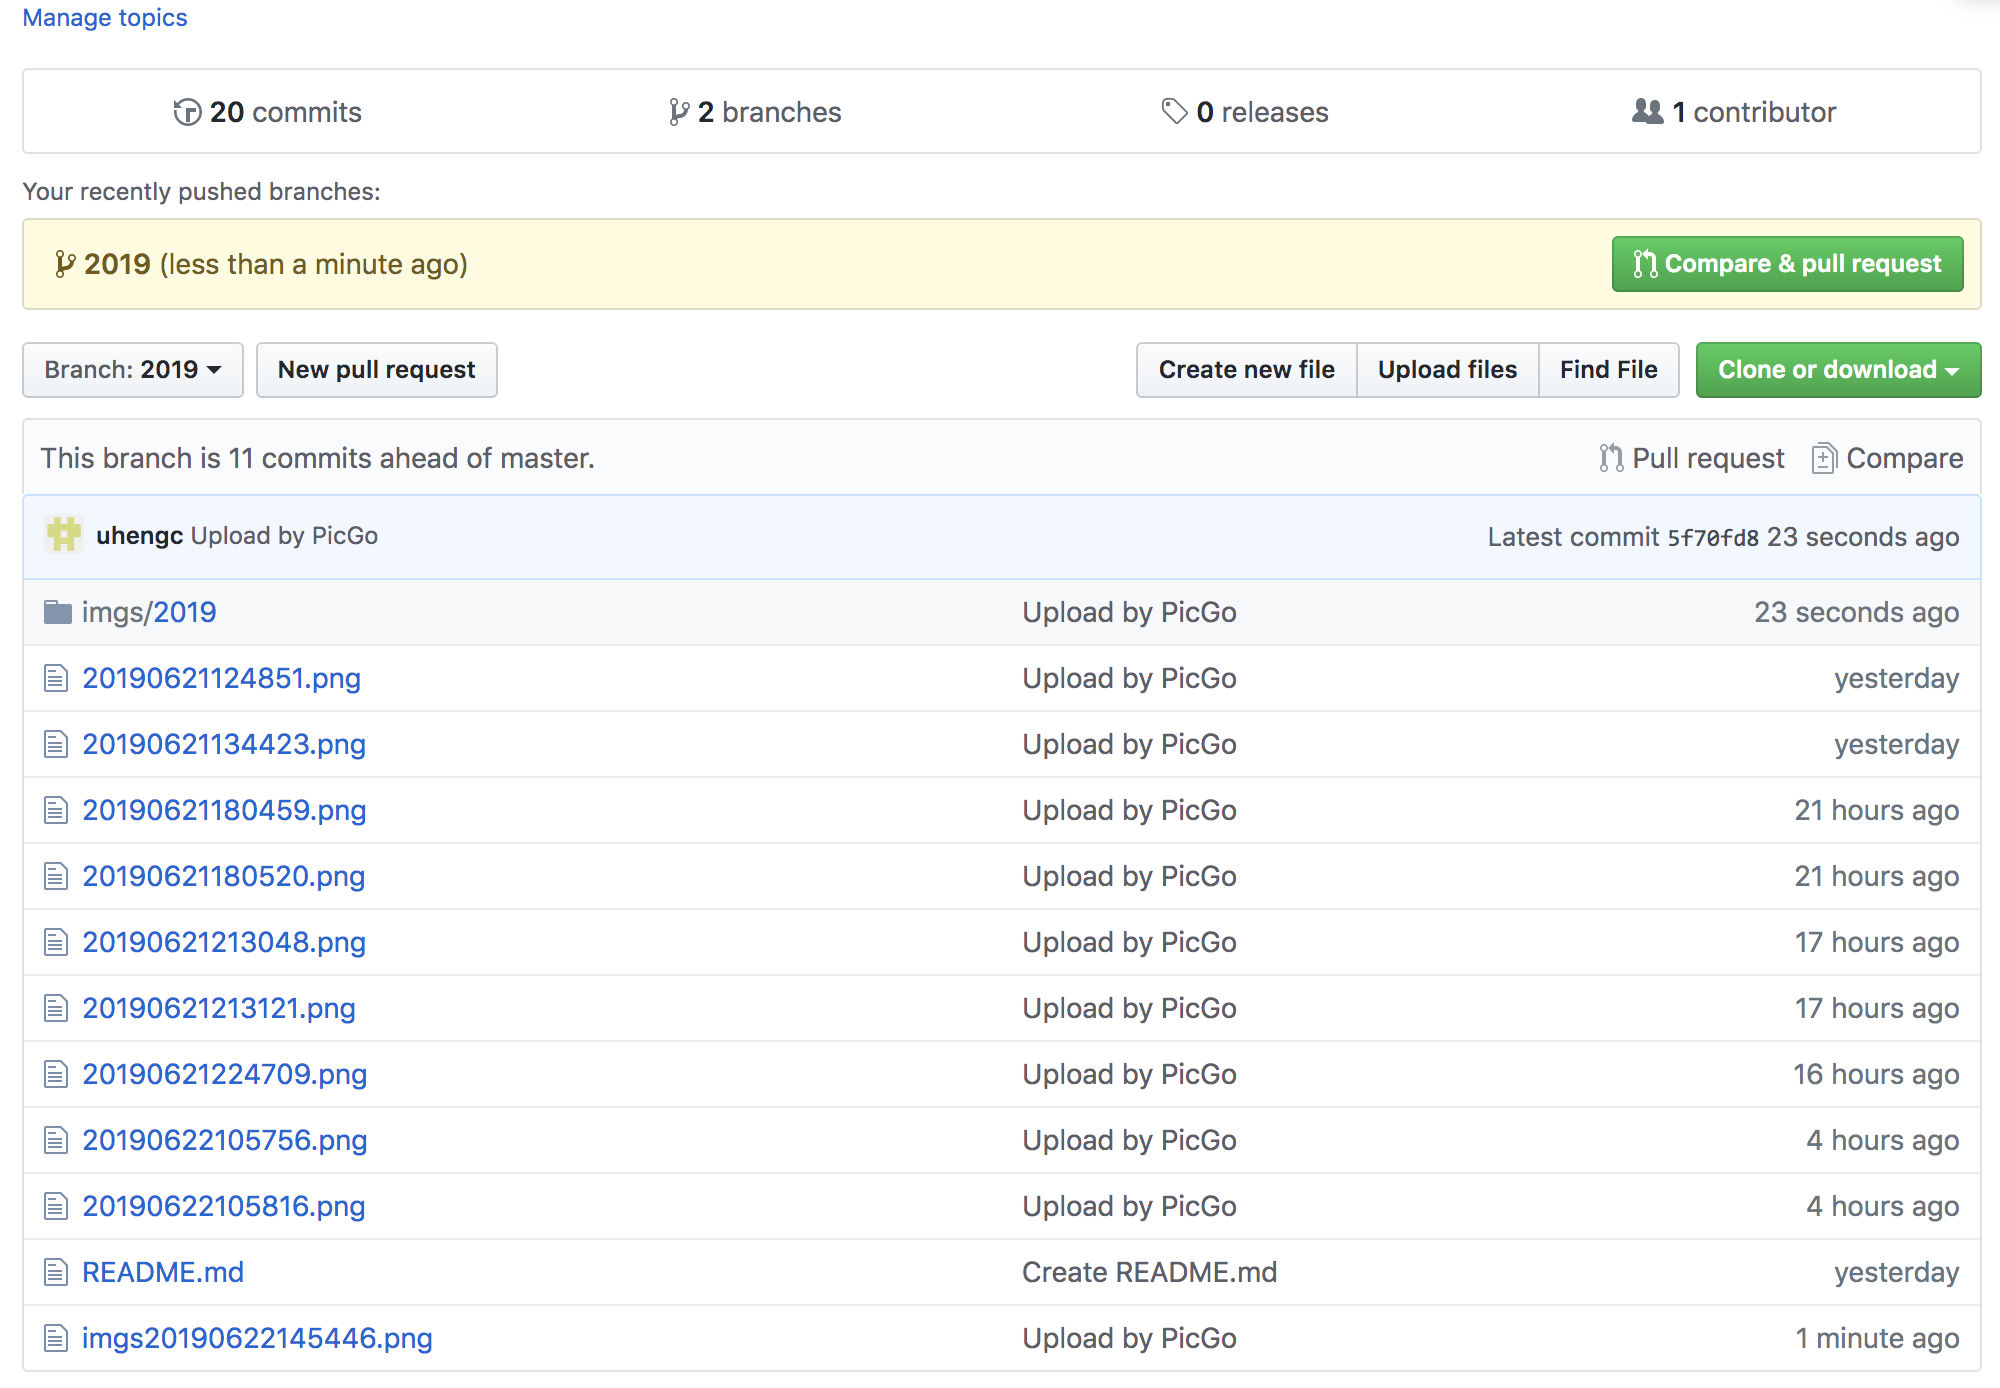 Manage topics
20 commits 2 branches 0 releases 1 contributor
Your recently pushed branches:
2019 (less than a minute ago) Compare & pull request
Branch: 2019 New pull request Create new file Upload files Find File Clone or download
This branch is 11 commits ahead of master. Pull request Compare
uhengc Upload by PicGo Latest commit 5f70fd8 23 seconds ago
imgs/2019 Upload by PicGo 23 seconds ago
20190621124851.png Upload by PicGo yesterday
20190621134423.png Upload by PicGo yesterday
20190621180459.png Upload by PicGo 21 hours ago
20190621180520.png Upload by PicGo 21 hours ago
20190621213048.png Upload by PicGo 17 hours ago
20190621213121.png Upload by PicGo 17 hours ago
20190621224709.png Upload by PicGo 16 hours ago
20190622105756.png Upload by PicGo 4 hours ago
20190622105816.png Upload by PicGo 4 hours ago
README.md Create README.md yesterday
imgs20190622145446.png Upload by PicGo 1 minute ago